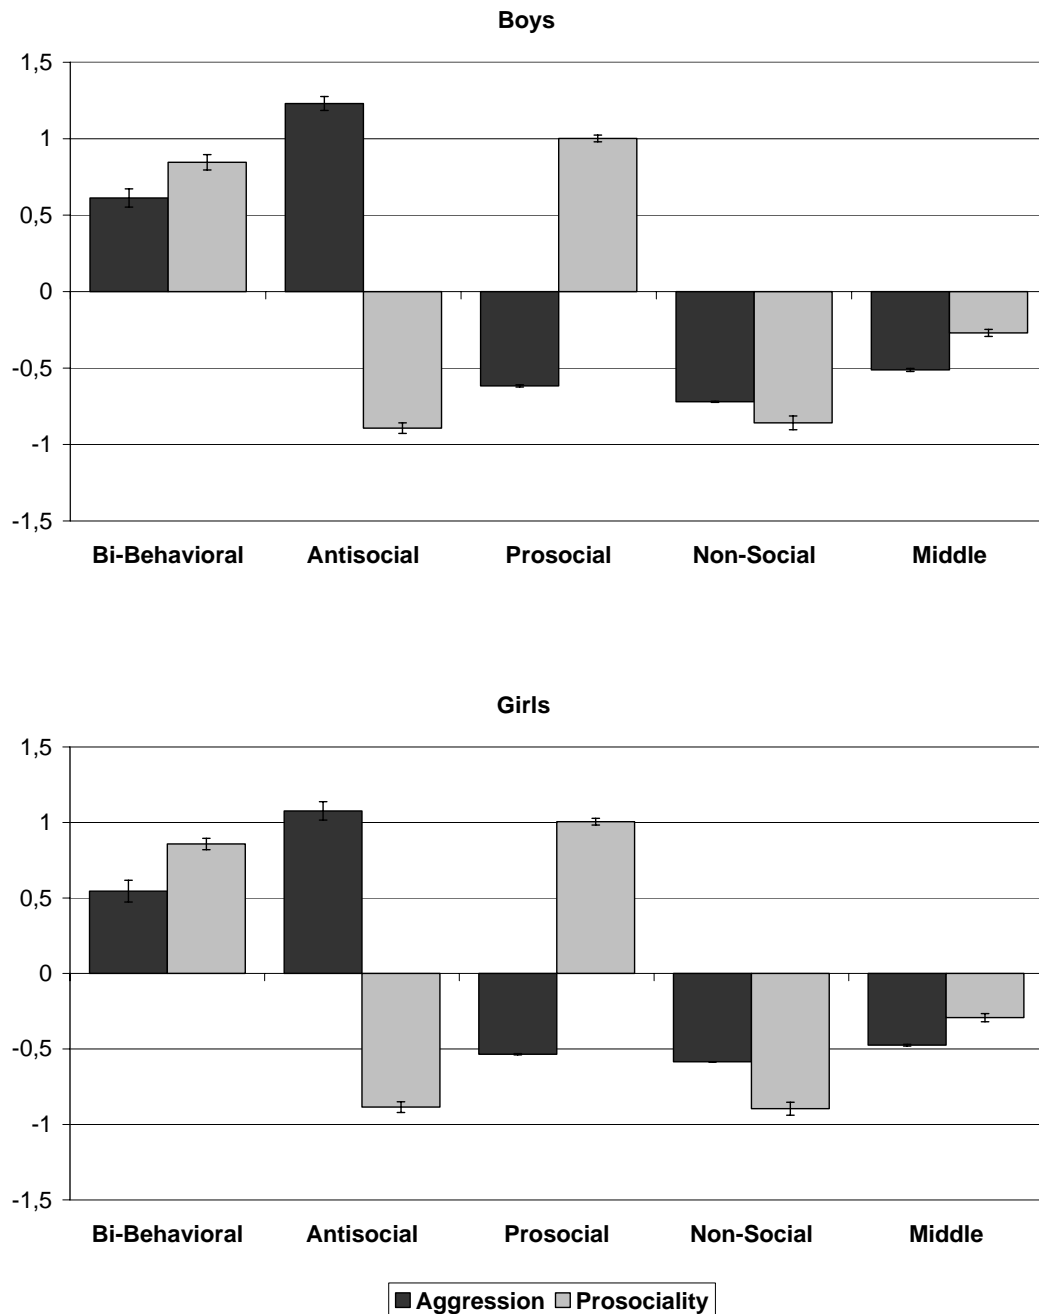 Boys
1,5
1
0,5
0
-0,5
-1
-1,5
Bi-Behavioral Antisocial Prosocial Non-Social Middle
Girls
1,5
1
0,5
0
-0,5
-1
-1,5
Bi-Behavioral Antisocial Prosocial Non-Social Middle
Aggression Prosociality